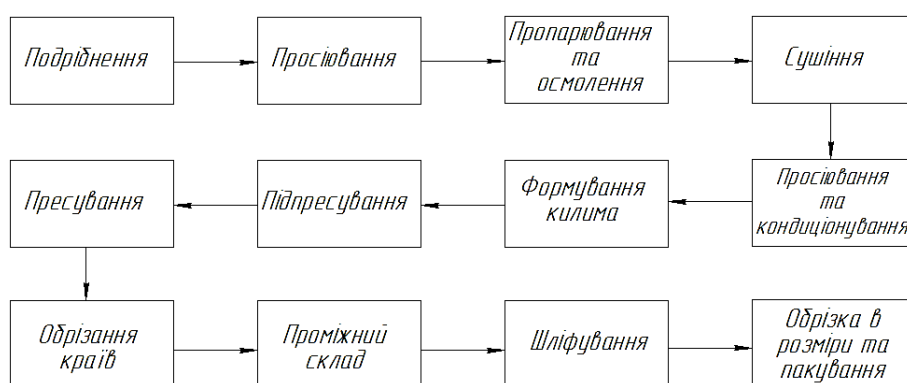 Подрібнення
Просіювання
Пропарювання
та
осмолення
Сушіння
Пресування
Підпресування
Формування
килима
Просіювання
та
кондиціонування
Обрізання
країв
Проміжний
склад
Шліфування
Обрізка в
розміри та
пакування